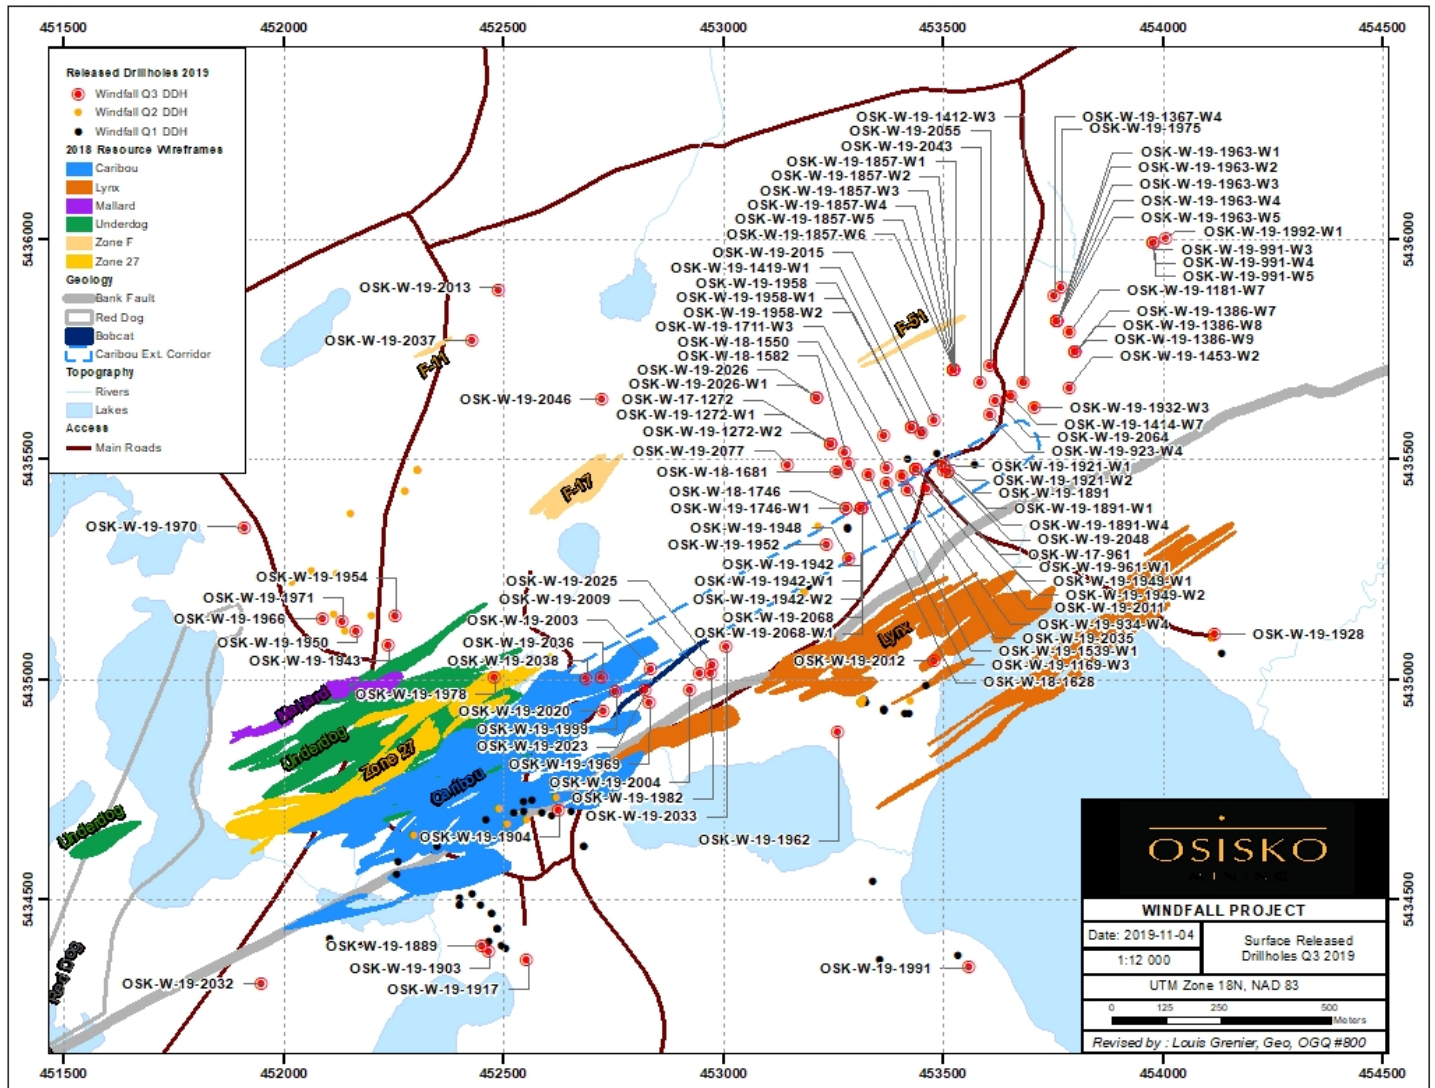 451500 452000 452500 453000 453500 454000 454500
Released Drillholes 2019
Windfall Q3 DDH
Windfall Q2 DDH
Windfall Q1 DDH
2018 Resource Wireframes
Caribou
Lynx
Mallard
Underdog
Zone F
Zone 27
Geology
Bank Fault
Red Dog
Bobcat
Caribou Ext. Corridor
Topography
Rivers
Lakes
Access
Main Roads
5436000
5435500
5435000
5434500
OSK-W-19-1412-W3
OSK-W-19-2055
OSK-W-19-2043
OSK-W-19-1857-W1
OSK-W-19-1857-W2
OSK-W-19-1857-W3
OSK-W-19-1857-W4
OSK-W-19-1857-W5
OSK-W-19-1857-W6
OSK-W-19-2015
OSK-W-19-1419-W1
OSK-W-19-1958
OSK-W-19-1958-W1
OSK-W-19-1958-W2
OSK-W-19-1711-W3
OSK-W-18-1550
OSK-W-18-1582
OSK-W-19-2026
OSK-W-19-2026-W1
OSK-W-17-1272
OSK-W-19-1272-W1
OSK-W-19-1272-W2
OSK-W-19-2077
OSK-W-18-1681
OSK-W-18-1746
OSK-W-19-1746-W1
OSK-W-19-1948
OSK-W-19-1952
OSK-W-19-1942
OSK-W-19-1942-W1
OSK-W-19-1942-W2
OSK-W-19-2068
OSK-W-19-2068-W1
OSK-W-19-1367-W4
OSK-W-19-1975
OSK-W-19-1963-W1
OSK-W-19-1963-W2
OSK-W-19-1963-W3
OSK-W-19-1963-W4
OSK-W-19-1963-W5
OSK-W-19-1992-W1
OSK-W-19-991-W3
OSK-W-19-991-W4
OSK-W-19-991-W5
OSK-W-19-1181-W7
OSK-W-19-1386-W7
OSK-W-19-1386-W8
OSK-W-19-1386-W9
OSK-W-19-1453-W2
OSK-W-19-1932-W3
OSK-W-19-1414-W7
OSK-W-19-2064
OSK-W-19-923-W4
OSK-W-19-1921-W1
OSK-W-19-1921-W2
OSK-W-19-1891
OSK-W-19-1891-W1
OSK-W-19-1891-W4
OSK-W-19-2048
OSK-W-17-961
OSK-W-19-961-W1
OSK-W-19-1949-W1
OSK-W-19-1949-W2
OSK-W-19-2011
OSK-W-19-934-W4
OSK-W-19-2035
OSK-W-19-1539-W1
OSK-W-19-1169-W3
OSK-W-18-1628
OSK-W-19-2012
OSK-W-19-1928
OSK-W-19-2013
OSK-W-19-2037
F-11
F-51
F-17
OSK-W-19-2046
OSK-W-19-1970
OSK-W-19-1954
OSK-W-19-1971
OSK-W-19-1966
OSK-W-19-1950
OSK-W-19-1943
OSK-W-19-2025
OSK-W-19-2009
OSK-W-19-2003
OSK-W-19-2036
OSK-W-19-2038
OSK-W-19-1978
OSK-W-19-2020
OSK-W-19-1999
OSK-W-19-2023
OSK-W-19-1969
OSK-W-19-2004
OSK-W-19-1982
OSK-W-19-2033
OSK-W-19-1904
OSK-W-19-1962
Lynx
Mallard
Underdog
Zone 27
Caribou
Underdog
Red Dog
OSK-W-19-1889
OSK-W-19-1903
OSK-W-19-1917
OSK-W-19-2032
OSK-W-19-1991
OSISKO
MINING
WINDFALL PROJECT
Date: 2019-11-04
1:12 000
Surface Released
Drillholes Q3 2019
UTM Zone 18N, NAD 83
0 125 250 500
Meters
Revised by : Louis Grenier, Geo, OGQ #800
5436000
5435500
5435000
5434500
451500 452000 452500 453000 453500 454000 454500